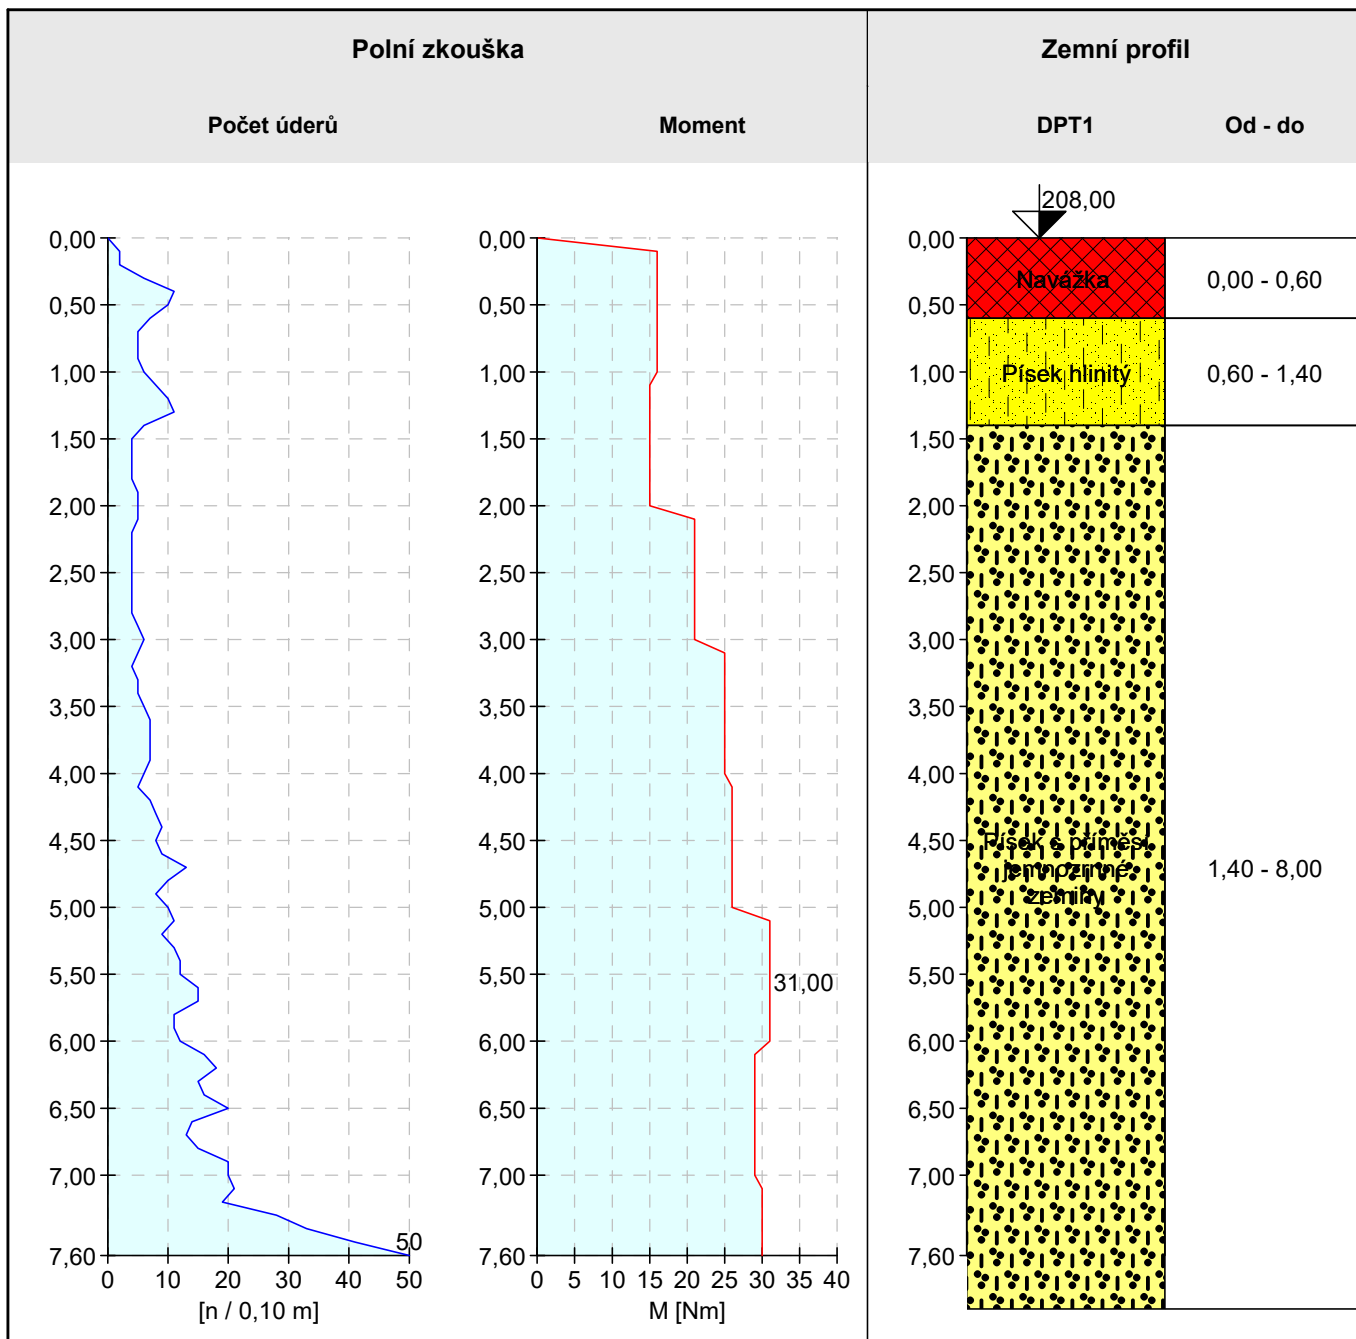 Polní zkouška
Zemní profil
Počet úderů
Moment
DPT1
Od - do
208,00
0,00
0,50
1,00
1,50
2,00
2,50
3,00
3,50
4,00
4,50
5,00
5,50
6,00
6,50
7,00
7,60
50
0 10 20 30 40 50
[n / 0,10 m]
0,00
0,50
1,00
1,50
2,00
2,50
3,00
3,50
4,00
4,50
5,00
5,50
6,00
6,50
7,00
7,60
31,00
0 5 10 15 20 25 30 35 40
M [Nm]
0,00
0,50
1,00
1,50
2,00
2,50
3,00
3,50
4,00
4,50
5,00
5,50
6,00
6,50
7,00
7,60
Navážka
0,00 - 0,60
Písek hlinitý
0,60 - 1,40
Písek s příměsí
jemnozrnné
zeminy
1,40 - 8,00